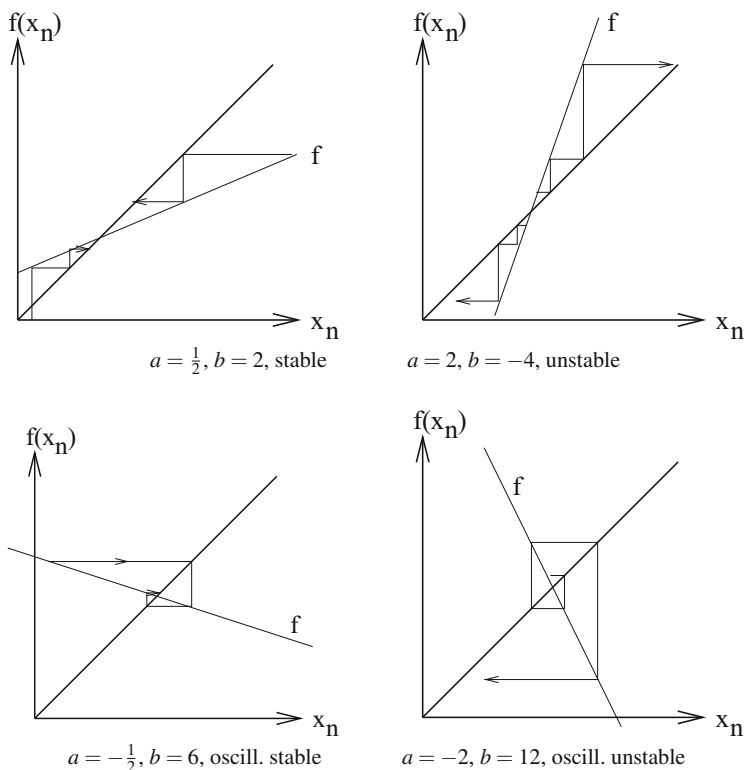 f(xₙ)
f
xₙ
a = 1/2, b = 2, stable
f(xₙ)
f
xₙ
a = 2, b = −4, unstable
f(xₙ)
f
xₙ
a = −1/2, b = 6, oscill. stable
f(xₙ)
f
xₙ
a = −2, b = 12, oscill. unstable